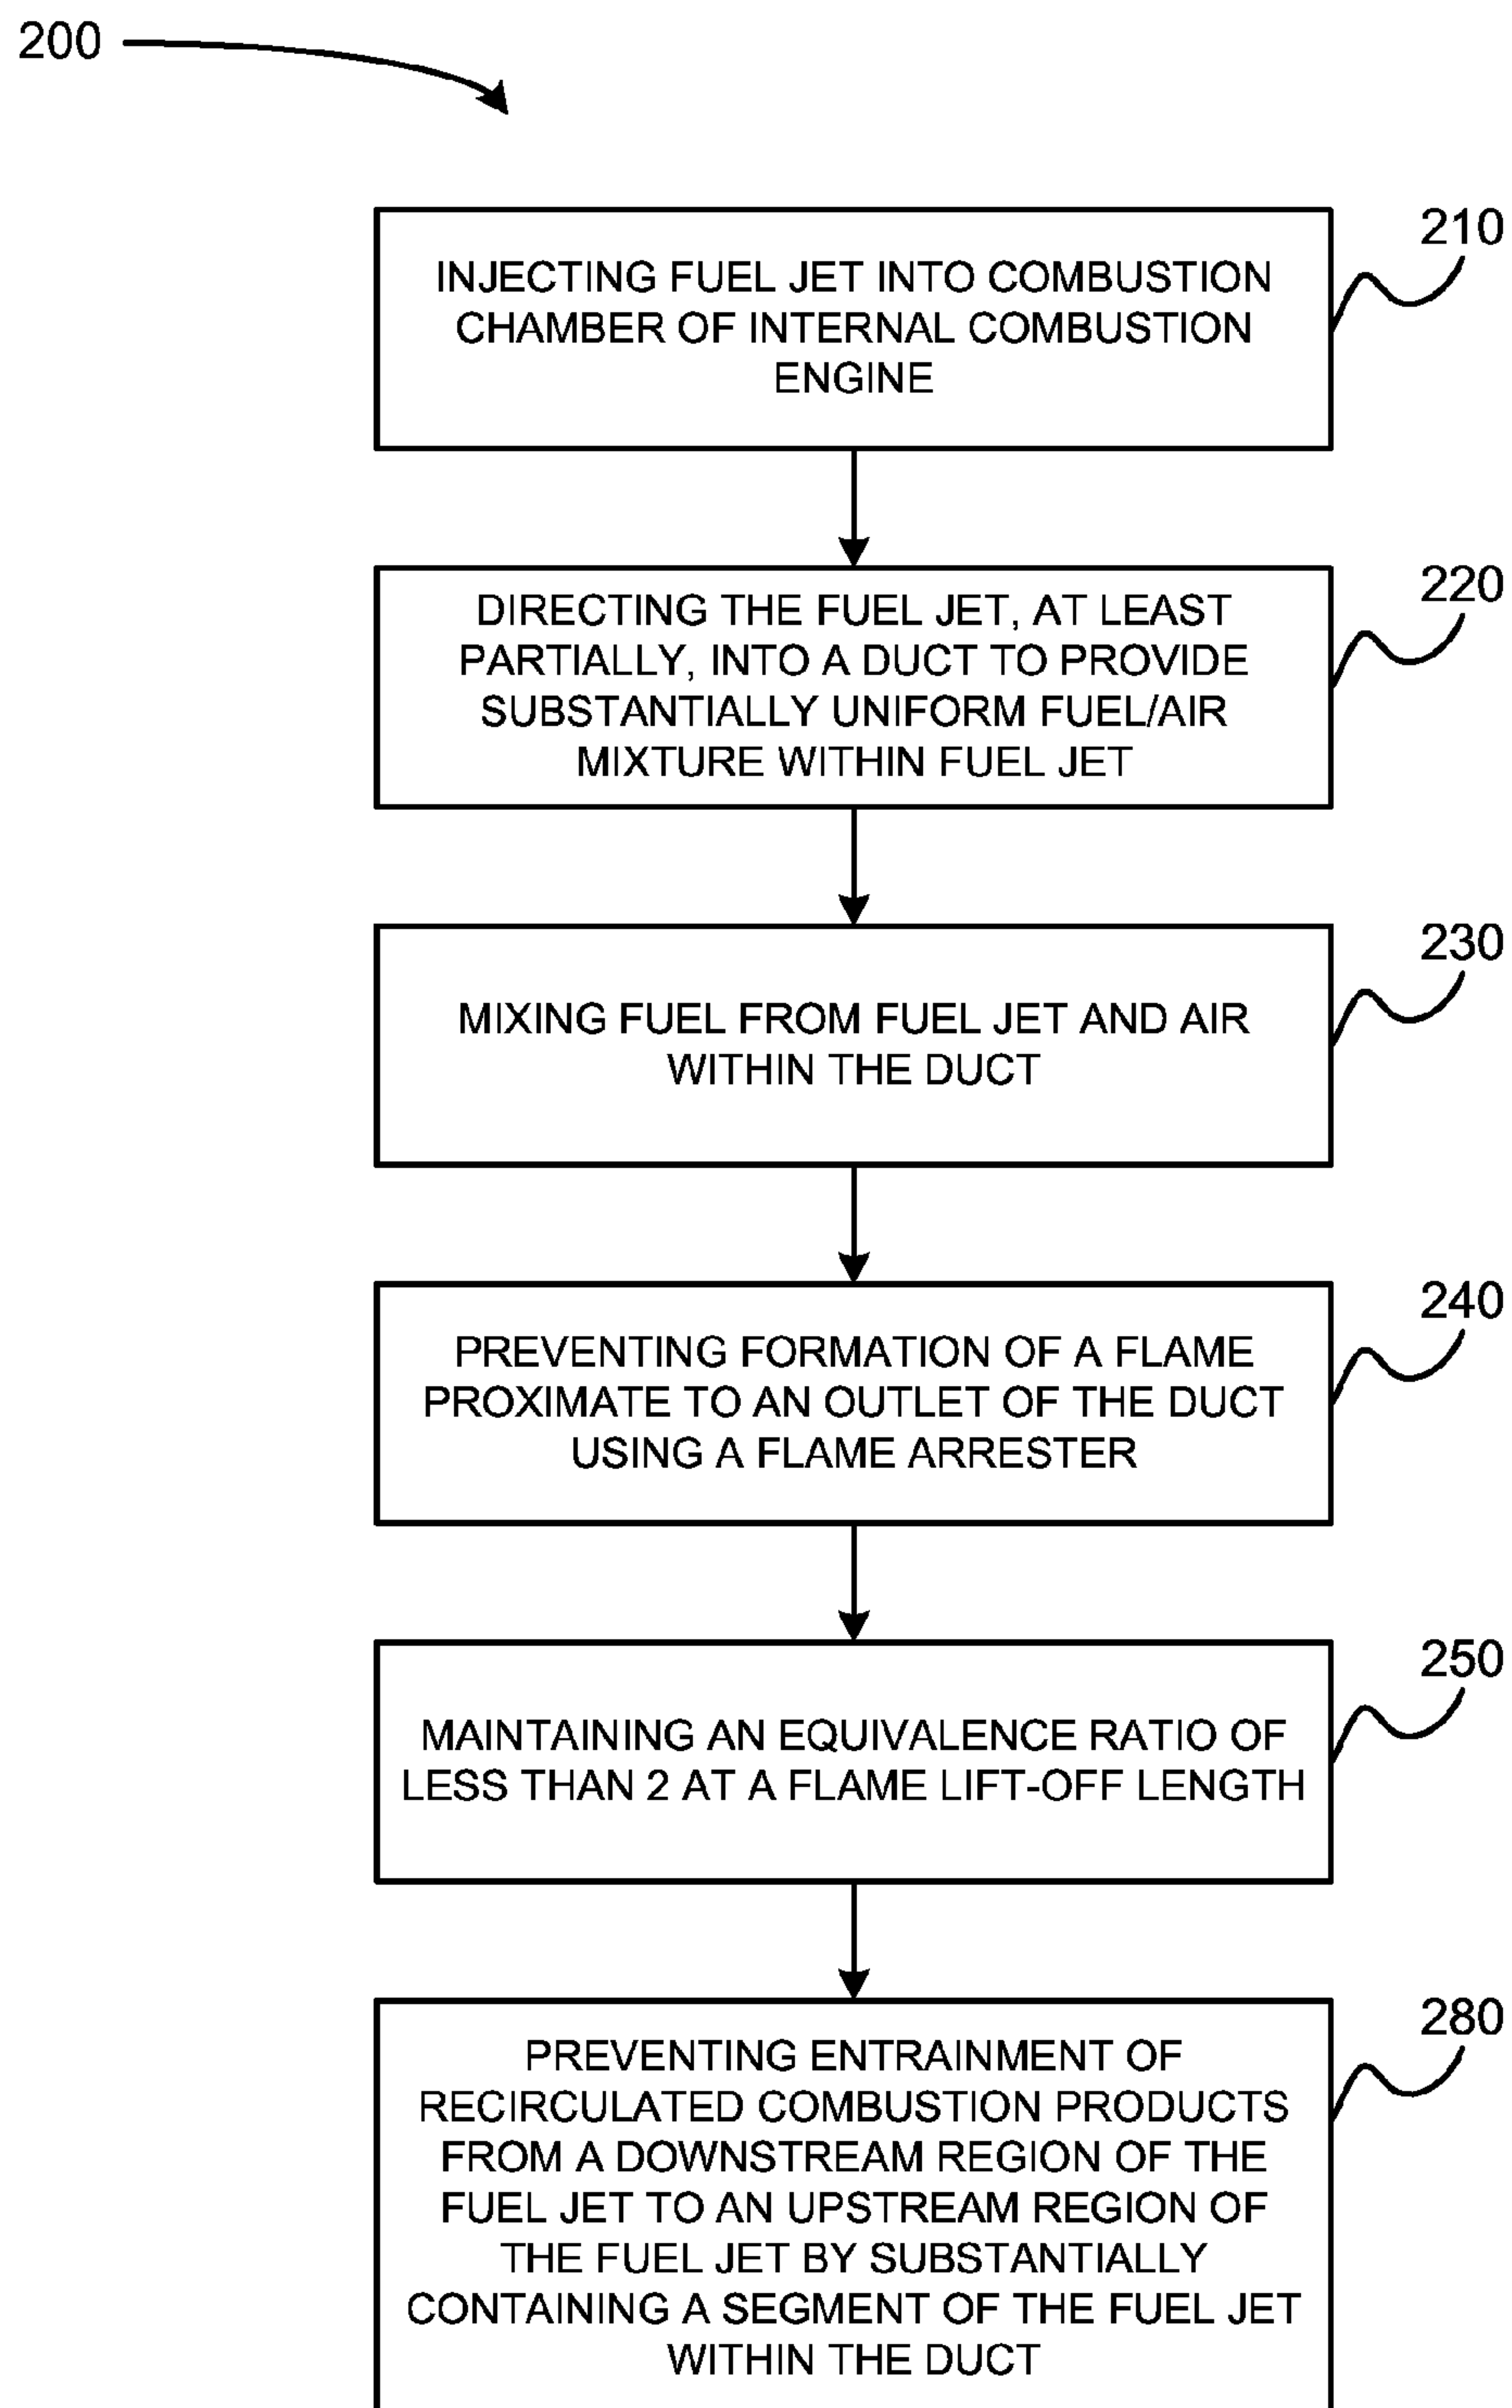 200
210
INJECTING FUEL JET INTO COMBUSTION
CHAMBER OF INTERNAL COMBUSTION
ENGINE
220
DIRECTING THE FUEL JET, AT LEAST
PARTIALLY, INTO A DUCT TO PROVIDE
SUBSTANTIALLY UNIFORM FUEL/AIR
MIXTURE WITHIN FUEL JET
230
MIXING FUEL FROM FUEL JET AND AIR
WITHIN THE DUCT
240
PREVENTING FORMATION OF A FLAME
PROXIMATE TO AN OUTLET OF THE DUCT
USING A FLAME ARRESTER
250
MAINTAINING AN EQUIVALENCE RATIO OF
LESS THAN 2 AT A FLAME LIFT-OFF LENGTH
280
PREVENTING ENTRAINMENT OF
RECIRCULATED COMBUSTION PRODUCTS
FROM A DOWNSTREAM REGION OF THE
FUEL JET TO AN UPSTREAM REGION OF
THE FUEL JET BY SUBSTANTIALLY
CONTAINING A SEGMENT OF THE FUEL JET
WITHIN THE DUCT